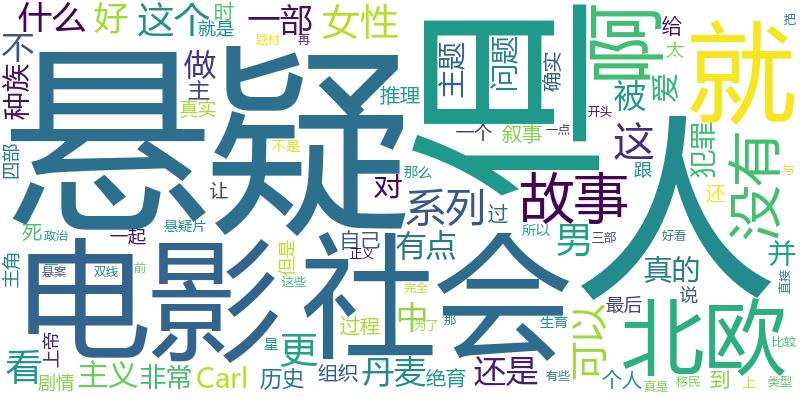 什么
好
这个
时
就是
一部
女性
但
啊
给
太
把
题材
再
就
不
种族
做
主
真实
悬疑
推理
主题
问题
确实
被
爱
一个
叙事
开头
一点
不是
四部
人
这
犯罪
没有
还
与
跟
让
那么
对
系列
过
故事
死
政治
悬疑片
一起
自己
有点
所以
三部
男
好看
真的
并
主角
悬案
双线
前
电影
社会
但是
正义
这些
完全
为了
那
说
最后
直接
北欧
上帝
看
剧情
主义
非常
Carl
星
更
过程
中
历史
组织
丹麦
绝育
还是
生育
有些
可以
个人
真是
移民
到
上
类型
比较